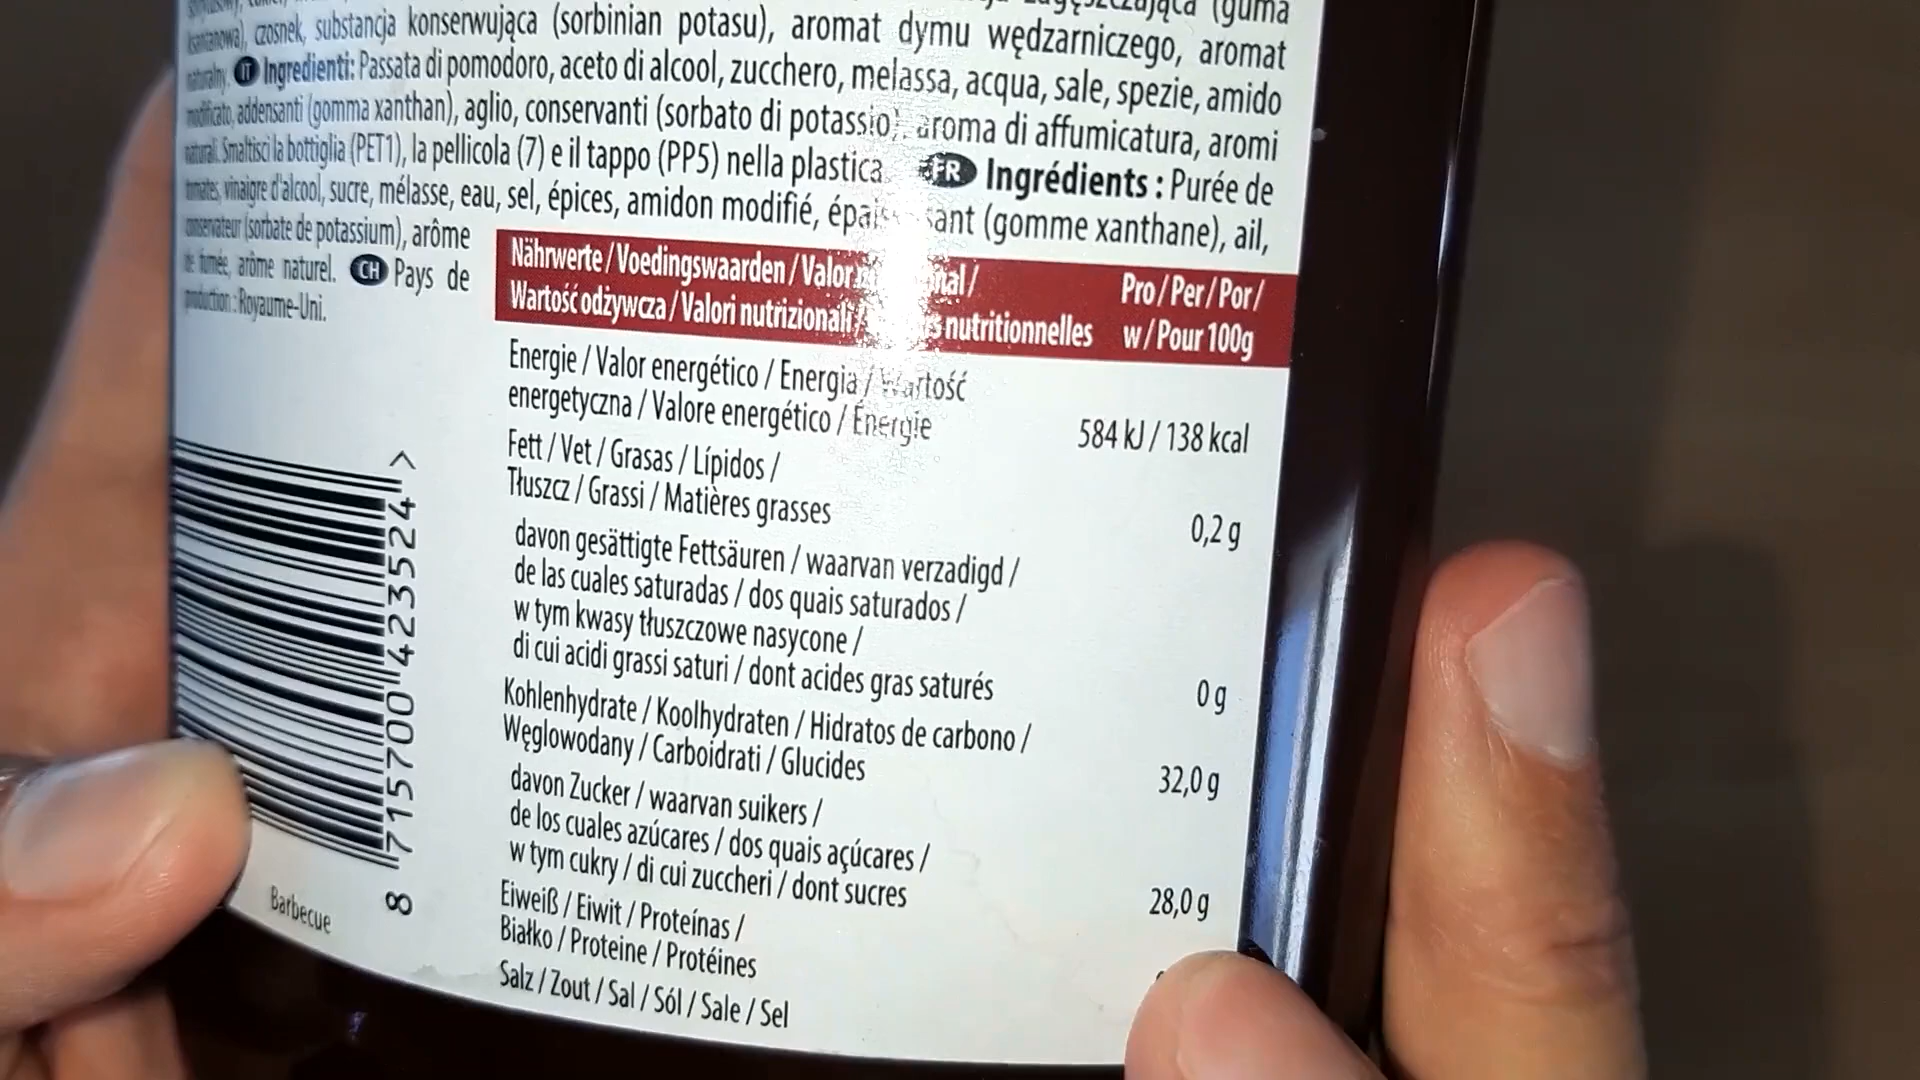 zagęszczająca (guma
ksantanowa), czosnek, substancja konserwująca (sorbinian potasu), aromat dymu wędzarniczego, aromat
naturalny. IT Ingredienti: Passata di pomodoro, aceto di alcool, zucchero, melassa, acqua, sale, spezie, amido
modificato, addensanti (gomma xanthan), aglio, conservanti (sorbato di potassio), aroma di affumicatura, aromi
naturali. Smaltisci la bottiglia (PET1), la pellicola (7) e il tappo (PP5) nella plastica. FR Ingrédients : Purée de
tomates, vinaigre d'alcool, sucre, mélasse, eau, sel, épices, amidon modifié, épaississant (gomme xanthane), ail,
conservateur (sorbate de potassium), arôme
de fumée, arôme naturel. CH Pays de
production : Royaume-Uni.
Nährwerte / Voedingswaarden / Valor
Pro / Per / Por /
Wartość odżywcza / Valori nutrizionali / nutritionnelles w / Pour 100g
Energie / Valor energético / Energia / Wartość
energetyczna / Valore energético / Énergie 584 kJ / 138 kcal
Fett / Vet / Grasas / Lípidos /
Tłuszcz / Grassi / Matières grasses 0,2 g
davon gesättigte Fettsäuren / waarvan verzadigd /
de las cuales saturadas / dos quais saturados /
w tym kwasy tłuszczowe nasycone /
di cui acidi grassi saturi / dont acides gras saturés 0 g
Kohlenhydrate / Koolhydraten / Hidratos de carbono /
Węglowodany / Carboidrati / Glucides 32,0 g
davon Zucker / waarvan suikers /
de los cuales azúcares / dos quais açúcares /
w tym cukry / di cui zuccheri / dont sucres 28,0 g
Eiweiß / Eiwit / Proteínas /
Białko / Proteine / Protéines
Salz / Zout / Sal / Sól / Sale / Sel
8 715700 423524 >
Barbecue